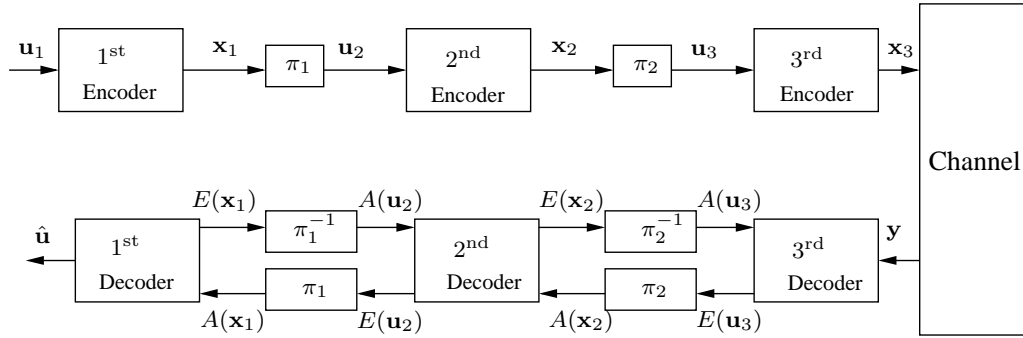 𝐮₁ 1ˢᵗ Encoder 𝐱₁ π₁ 𝐮₂ 2ⁿᵈ Encoder 𝐱₂ π₂ 𝐮₃ 3ʳᵈ Encoder 𝐱₃
Channel
E(𝐱₁) π₁⁻¹ A(𝐮₂) E(𝐱₂) π₂⁻¹ A(𝐮₃)
û 1ˢᵗ Decoder 2ⁿᵈ Decoder 3ʳᵈ Decoder 𝐲
A(𝐱₁) π₁ E(𝐮₂) A(𝐱₂) π₂ E(𝐮₃)